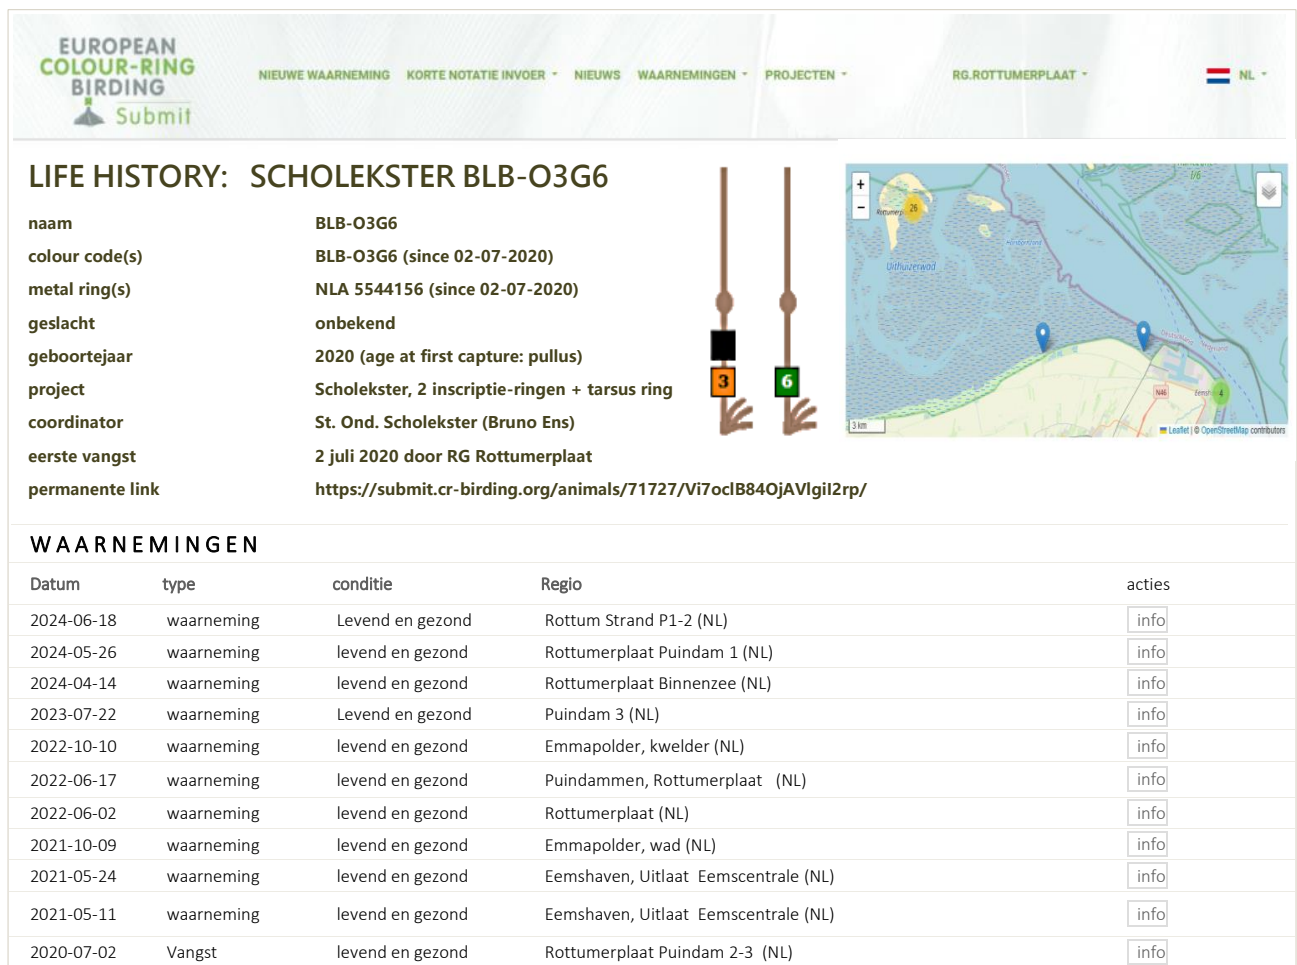 EUROPEAN
COLOUR-RING
BIRDING
Submit
NIEUWE WAARNEMING KORTE NOTATIE INVOER NIEUWS WAARNEMINGEN PROJECTEN RG.ROTTUMERPLAAT NL
LIFE HISTORY: SCHOLEKSTER BLB-O3G6
naam BLB-O3G6
colour code(s) BLB-O3G6 (since 02-07-2020)
metal ring(s) NLA 5544156 (since 02-07-2020)
geslacht onbekend
geboortejaar 2020 (age at first capture: pullus)
project Scholekster, 2 inscriptie-ringen + tarsus ring
coordinator St. Ond. Scholekster (Bruno Ens)
eerste vangst 2 juli 2020 door RG Rottumerplaat
permanente link https://submit.cr-birding.org/animals/71727/Vi7oclB84OjAVlgiI2rp/
3 6
+
−
26
Uithuizerwad
N46
4
3 km
Leaflet | © OpenStreetMap contributors
WAARNEMINGEN
Datum type conditie Regio acties
2024-06-18 waarneming Levend en gezond Rottum Strand P1-2 (NL) info
2024-05-26 waarneming levend en gezond Rottumerplaat Puindam 1 (NL) info
2024-04-14 waarneming levend en gezond Rottumerplaat Binnenzee (NL) info
2023-07-22 waarneming Levend en gezond Puindam 3 (NL) info
2022-10-10 waarneming levend en gezond Emmapolder, kwelder (NL) info
2022-06-17 waarneming levend en gezond Puindammen, Rottumerplaat (NL) info
2022-06-02 waarneming levend en gezond Rottumerplaat (NL) info
2021-10-09 waarneming levend en gezond Emmapolder, wad (NL) info
2021-05-24 waarneming levend en gezond Eemshaven, Uitlaat Eemscentrale (NL) info
2021-05-11 waarneming levend en gezond Eemshaven, Uitlaat Eemscentrale (NL) info
2020-07-02 Vangst levend en gezond Rottumerplaat Puindam 2-3 (NL) info